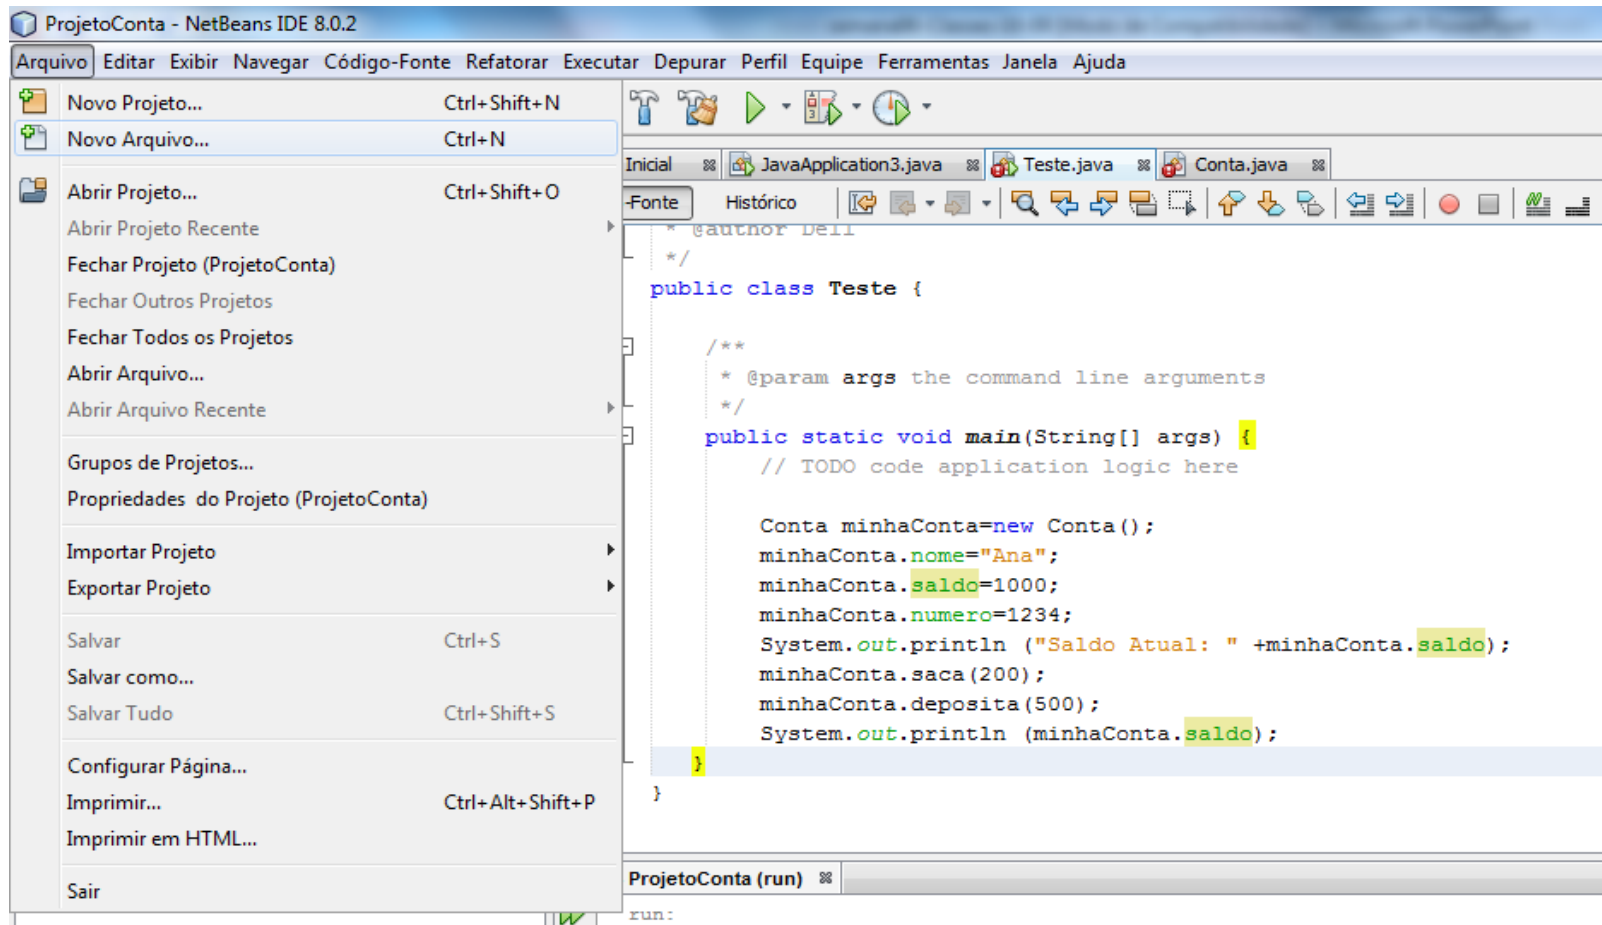 ProjetoConta - NetBeans IDE 8.0.2
Arquivo Editar Exibir Navegar Código-Fonte Refatorar Executar Depurar Perfil Equipe Ferramentas Janela Ajuda
Novo Projeto... Ctrl+Shift+N
Novo Arquivo... Ctrl+N
Abrir Projeto... Ctrl+Shift+O
Abrir Projeto Recente
Fechar Projeto (ProjetoConta)
Fechar Outros Projetos
Fechar Todos os Projetos
Abrir Arquivo...
Abrir Arquivo Recente
Grupos de Projetos...
Propriedades do Projeto (ProjetoConta)
Importar Projeto
Exportar Projeto
Salvar Ctrl+S
Salvar como...
Salvar Tudo Ctrl+Shift+S
Configurar Página...
Imprimir... Ctrl+Alt+Shift+P
Imprimir em HTML...
Sair
Inicial JavaApplication3.java Teste.java Conta.java
-Fonte Histórico
* @author Dell
*/
public class Teste {
/**
* @param args the command line arguments
*/
public static void main(String[] args) {
// TODO code application logic here
Conta minhaConta=new Conta();
minhaConta.nome="Ana";
minhaConta.saldo=1000;
minhaConta.numero=1234;
System.out.println ("Saldo Atual: " +minhaConta.saldo);
minhaConta.saca(200);
minhaConta.deposita(500);
System.out.println (minhaConta.saldo);
}
}
ProjetoConta (run)
run: